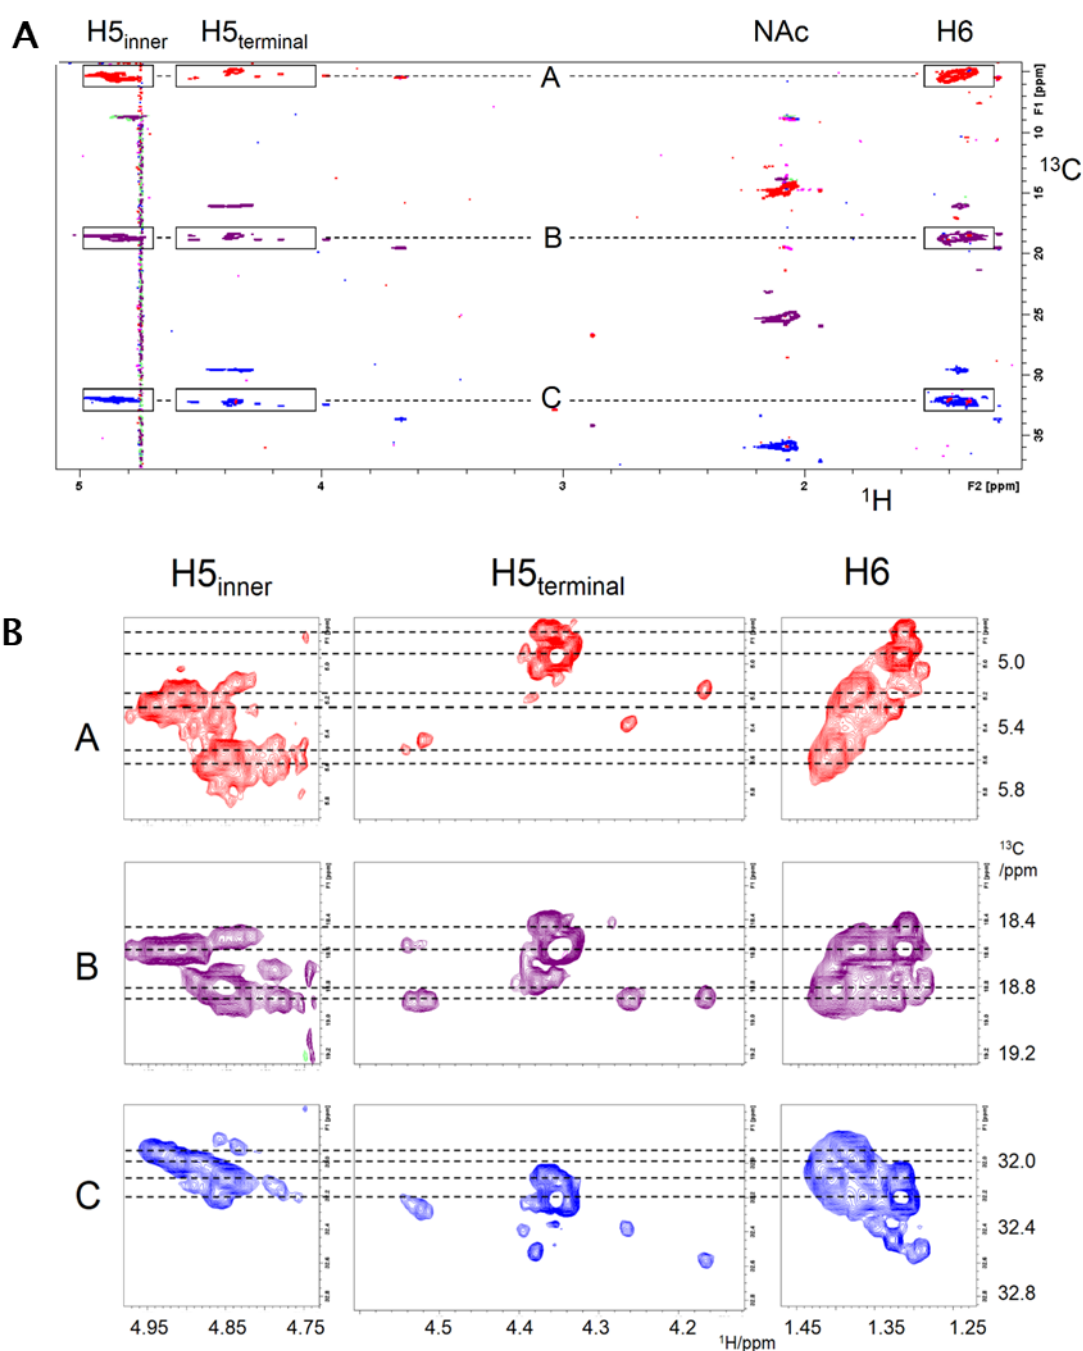 A
H5inner H5terminal NAc H6
A
B
C
F1 [ppm]
10
15
20
25
30
35
13C
5 4 3 2 F2 [ppm]
1H
B
H5inner H5terminal H6
A
5.0
5.4
5.8
13C
/ppm
B
18.4
18.8
19.2
C
32.0
32.4
32.8
4.95 4.85 4.75 4.5 4.4 4.3 4.2 1.45 1.35 1.25
1H/ppm